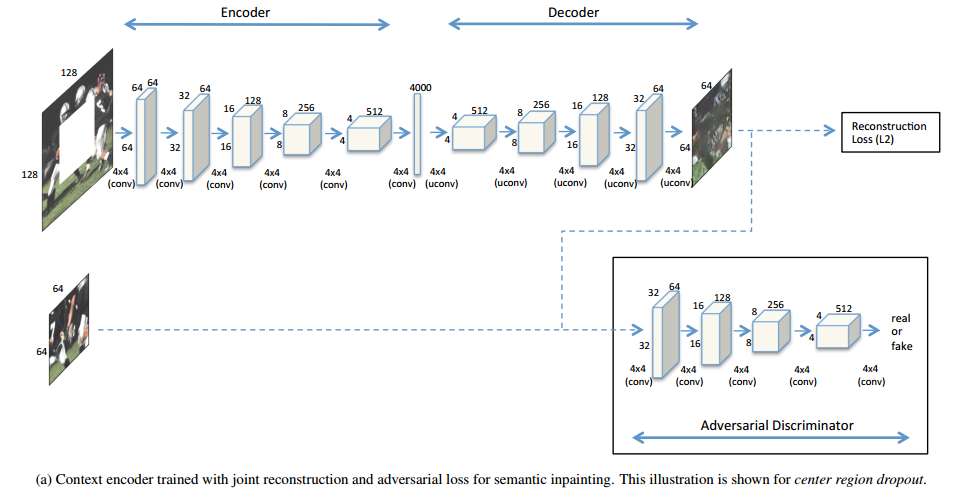 Encoder
Decoder
128
128
64 64
64
32 64
32
16 128
16
8 256
8
4 512
4
4000
4 512
4
8 256
8
16 128
16
32 64
32
64
64
4x4 (conv)
4x4 (conv)
4x4 (conv)
4x4 (conv)
4x4 (conv)
4x4 (conv)
4x4 (uconv)
4x4 (uconv)
4x4 (uconv)
4x4 (uconv)
4x4 (uconv)
Reconstruction
Loss (L2)
64
64
32 64
32
16 128
16
8 256
8
4 512
4
real
or
fake
4x4 (conv)
4x4 (conv)
4x4 (conv)
4x4 (conv)
4x4 (conv)
Adversarial Discriminator
(a) Context encoder trained with joint reconstruction and adversarial loss for semantic inpainting. This illustration is shown for center region dropout.